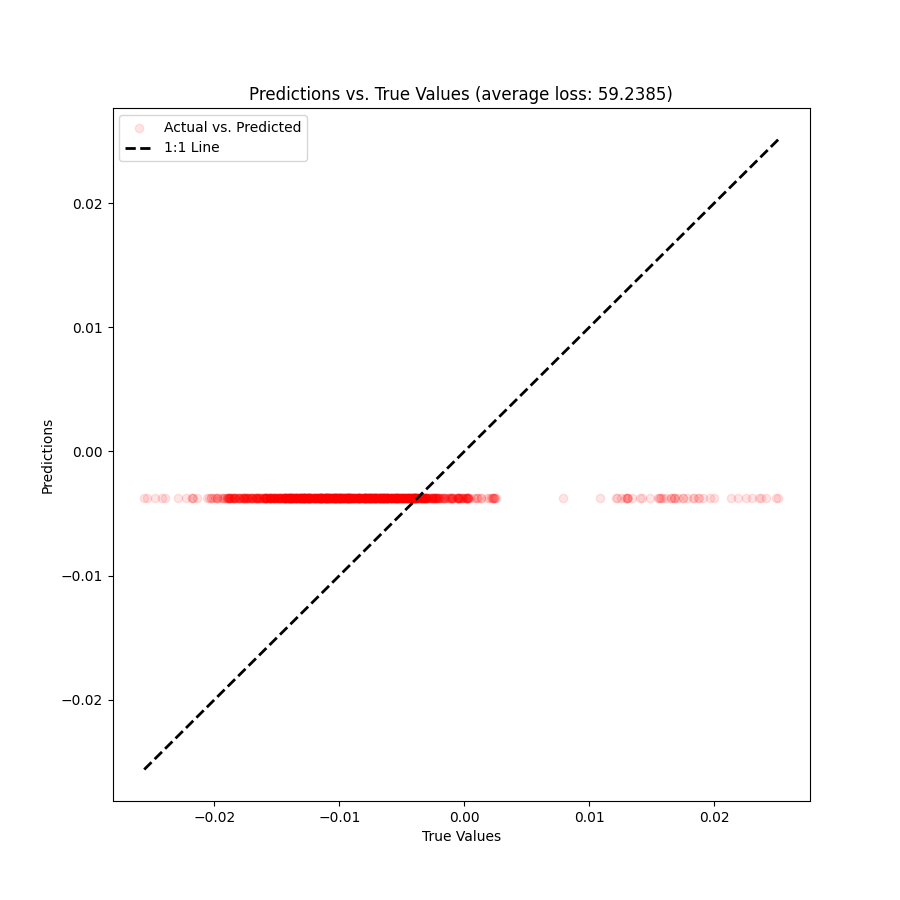 Predictions vs. True Values (average loss: 59.2385)
Actual vs. Predicted
1:1 Line
0.02
0.01
0.00
−0.01
−0.02
Predictions
−0.02 −0.01 0.00 0.01 0.02
True Values